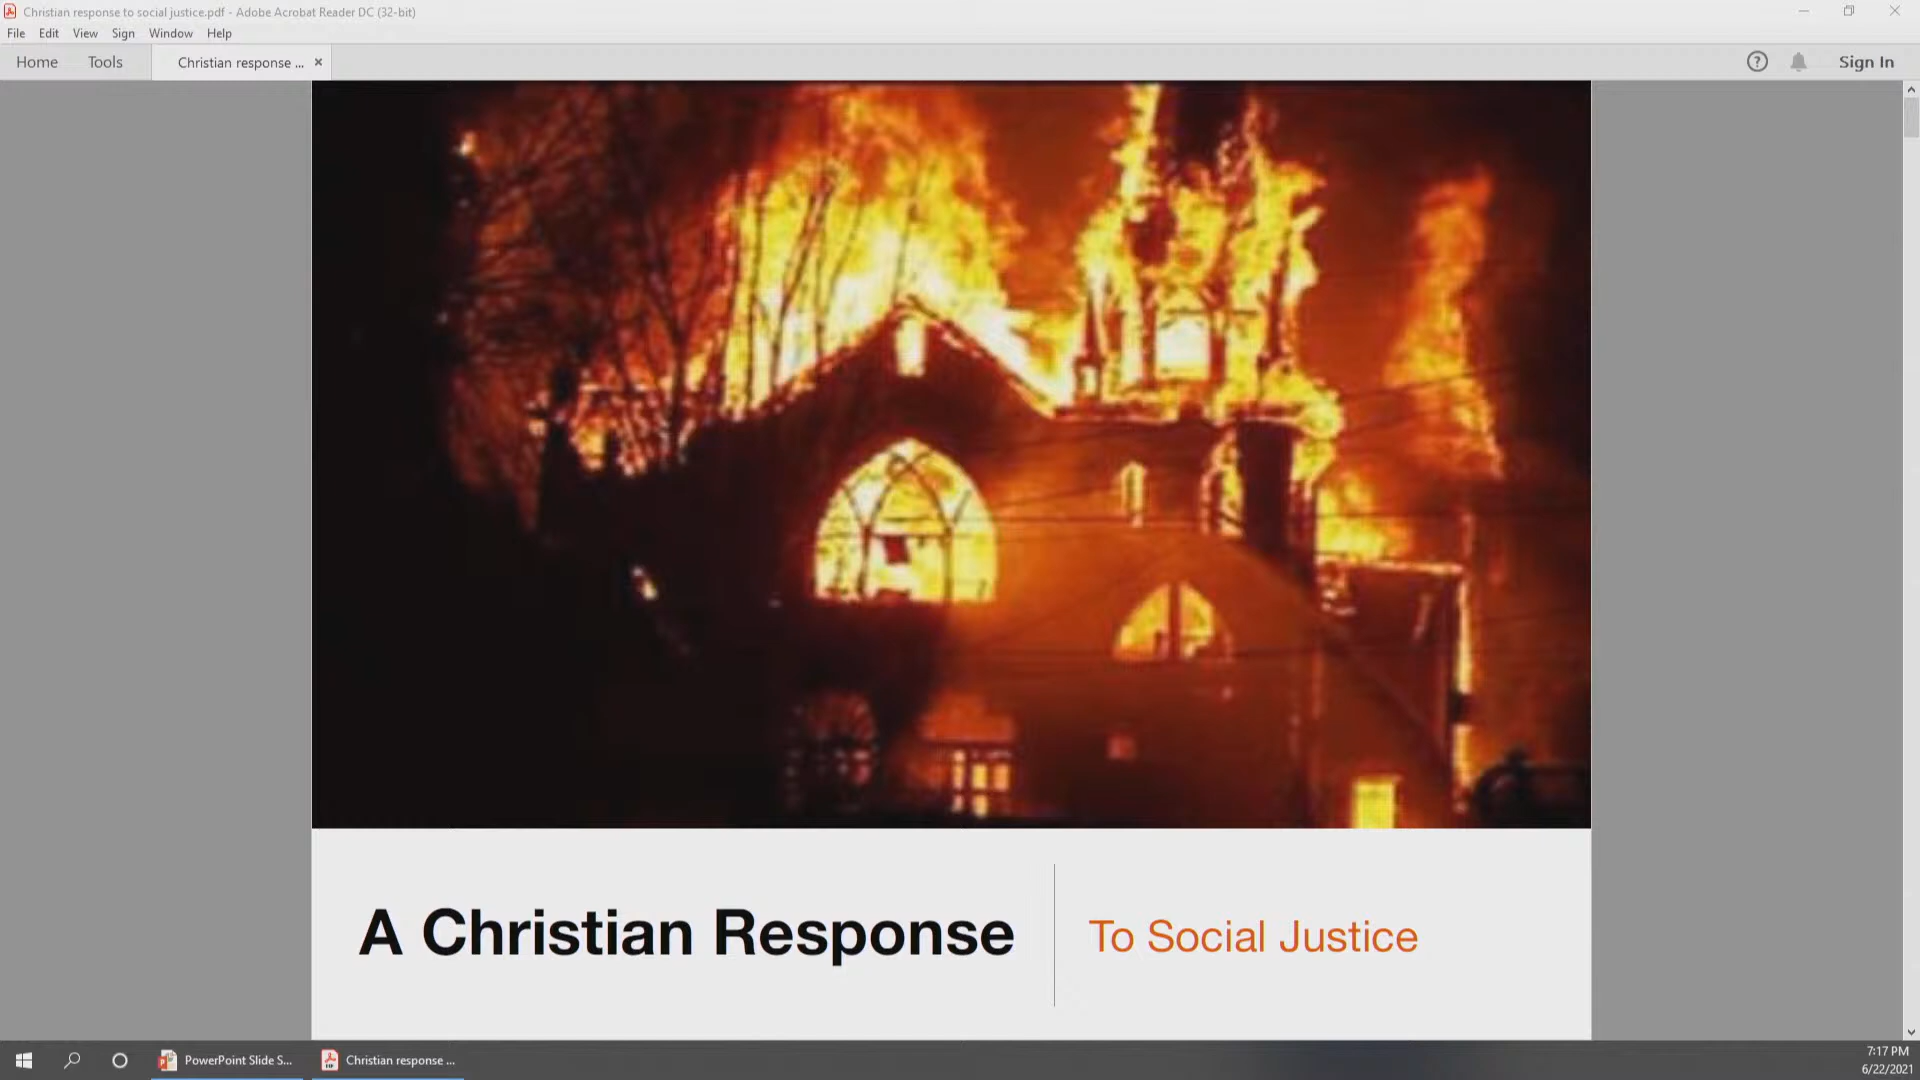 Christian response to social justice.pdf - Adobe Acrobat Reader DC (32-bit)
File Edit View Sign Window Help
Home Tools Christian response ... × ? Sign In
A Christian Response
To Social Justice
PowerPoint Slide S... Christian response ... 7:17 PM
6/22/2021